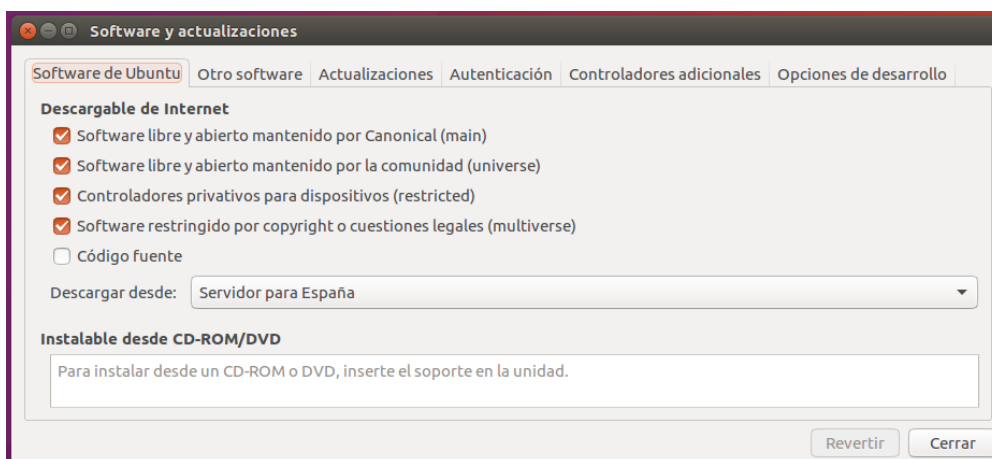 Software y actualizaciones
Software de Ubuntu Otro software Actualizaciones Autenticación Controladores adicionales Opciones de desarrollo
Descargable de Internet
Software libre y abierto mantenido por Canonical (main)
Software libre y abierto mantenido por la comunidad (universe)
Controladores privativos para dispositivos (restricted)
Software restringido por copyright o cuestiones legales (multiverse)
Código fuente
Descargar desde: Servidor para España
Instalable desde CD-ROM/DVD
Para instalar desde un CD-ROM o DVD, inserte el soporte en la unidad.
Revertir Cerrar